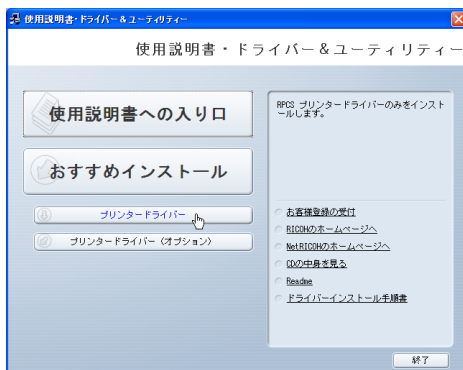 使用説明書・ドライバー＆ユーティリティー
使用説明書・ドライバー＆ユーティリティー
使用説明書への入り口
おすすめインストール
プリンタードライバー
プリンタードライバー（オプション）
RPCS プリンタードライバーのみをインスト
ールします。
お客様登録の受付
RICOHのホームページへ
NetRICOHのホームページへ
CDの中身を見る
Readme
ドライバーインストール手順書
終了